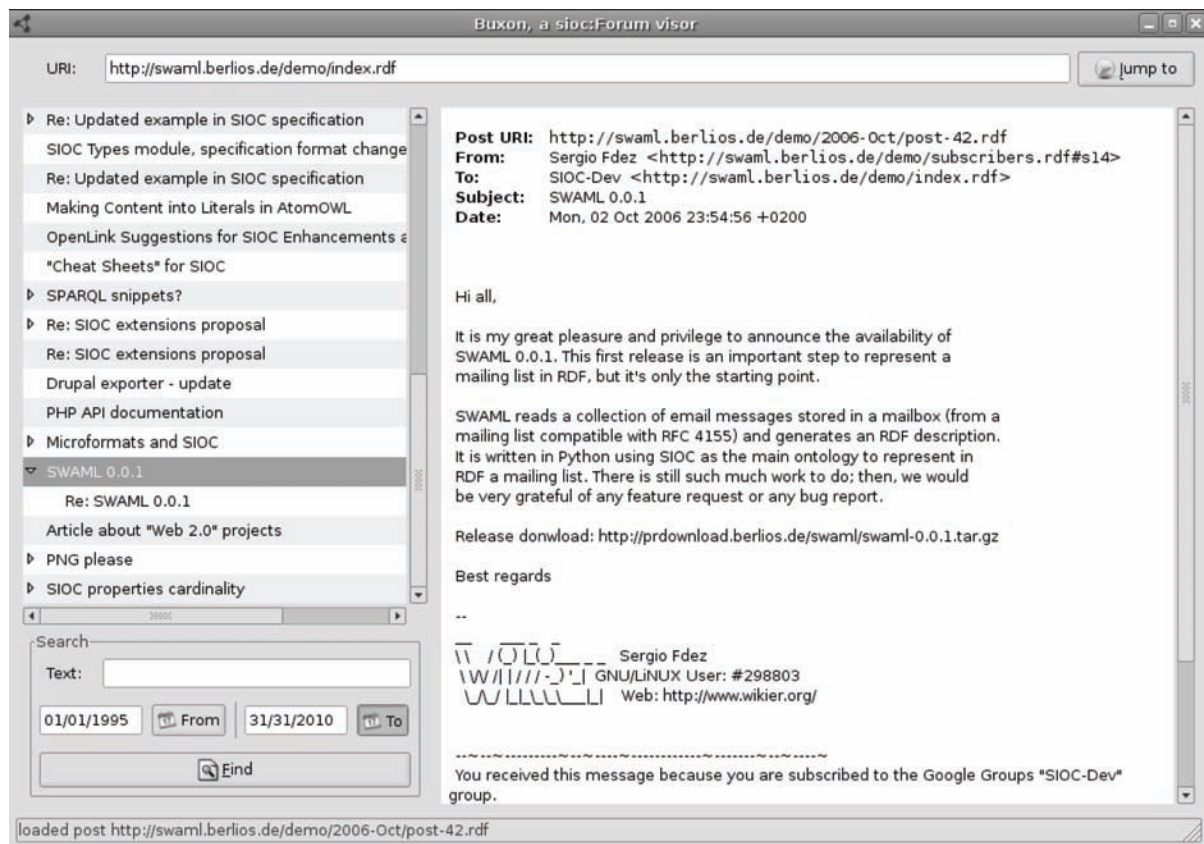 Buxon, a sioc:Forum visor
URI: http://swaml.berlios.de/demo/index.rdf Jump to
Re: Updated example in SIOC specification
SIOC Types module, specification format change
Re: Updated example in SIOC specification
Making Content into Literals in AtomOWL
OpenLink Suggestions for SIOC Enhancements a
"Cheat Sheets" for SIOC
SPARQL snippets?
Re: SIOC extensions proposal
Re: SIOC extensions proposal
Drupal exporter - update
PHP API documentation
Microformats and SIOC
SWAML 0.0.1
Re: SWAML 0.0.1
Article about "Web 2.0" projects
PNG please
SIOC properties cardinality
Search
Text:
01/01/1995 From 31/31/2010 To
Find
Post URI: http://swaml.berlios.de/demo/2006-Oct/post-42.rdf
From: Sergio Fdez <http://swaml.berlios.de/demo/subscribers.rdf#s14>
To: SIOC-Dev <http://swaml.berlios.de/demo/index.rdf>
Subject: SWAML 0.0.1
Date: Mon, 02 Oct 2006 23:54:56 +0200
Hi all,
It is my great pleasure and privilege to announce the availability of
SWAML 0.0.1. This first release is an important step to represent a
mailing list in RDF, but it's only the starting point.
SWAML reads a collection of email messages stored in a mailbox (from a
mailing list compatible with RFC 4155) and generates an RDF description.
It is written in Python using SIOC as the main ontology to represent in
RDF a mailing list. There is still such much work to do; then, we would
be very grateful of any feature request or any bug report.
Release donwload: http://prdownload.berlios.de/swaml/swaml-0.0.1.tar.gz
Best regards
--
Sergio Fdez
GNU/LiNUX User: #298803
Web: http://www.wikier.org/
--~--~---------~--~----~------------~-------~--~----~
You received this message because you are subscribed to the Google Groups "SIOC-Dev"
group.
loaded post http://swaml.berlios.de/demo/2006-Oct/post-42.rdf